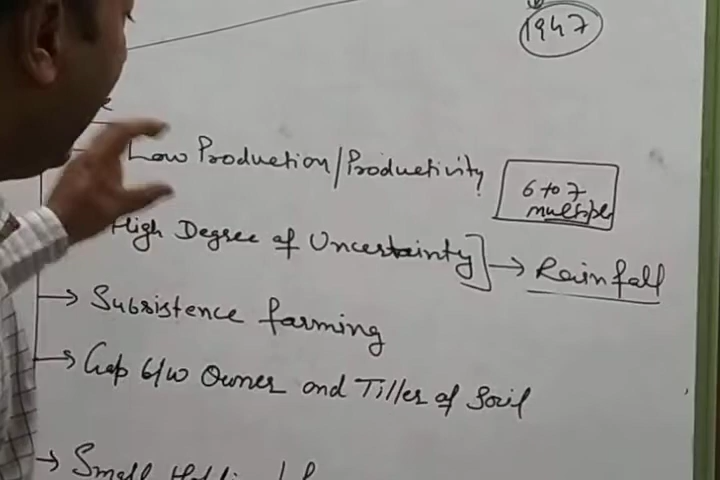 1947
Low Production/Productivity
6 to 7
multiple
High Degree of Uncertainty] → Rainfall
→ Subsistence farming
→ Gap b/w Owner and Tiller of Soil
→ Small